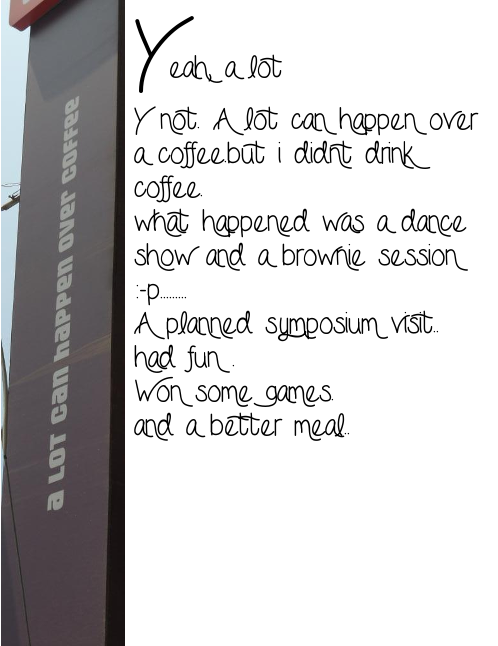 a LOT can happen over coffee
Yeah, a lot
Y not. A lot can happen over
a coffee.but i didnt drink
coffee.
what happened was a dance
show and a brownie session
:-p.........
A planned symposium visit..
had fun .
Won some games.
and a better meal..